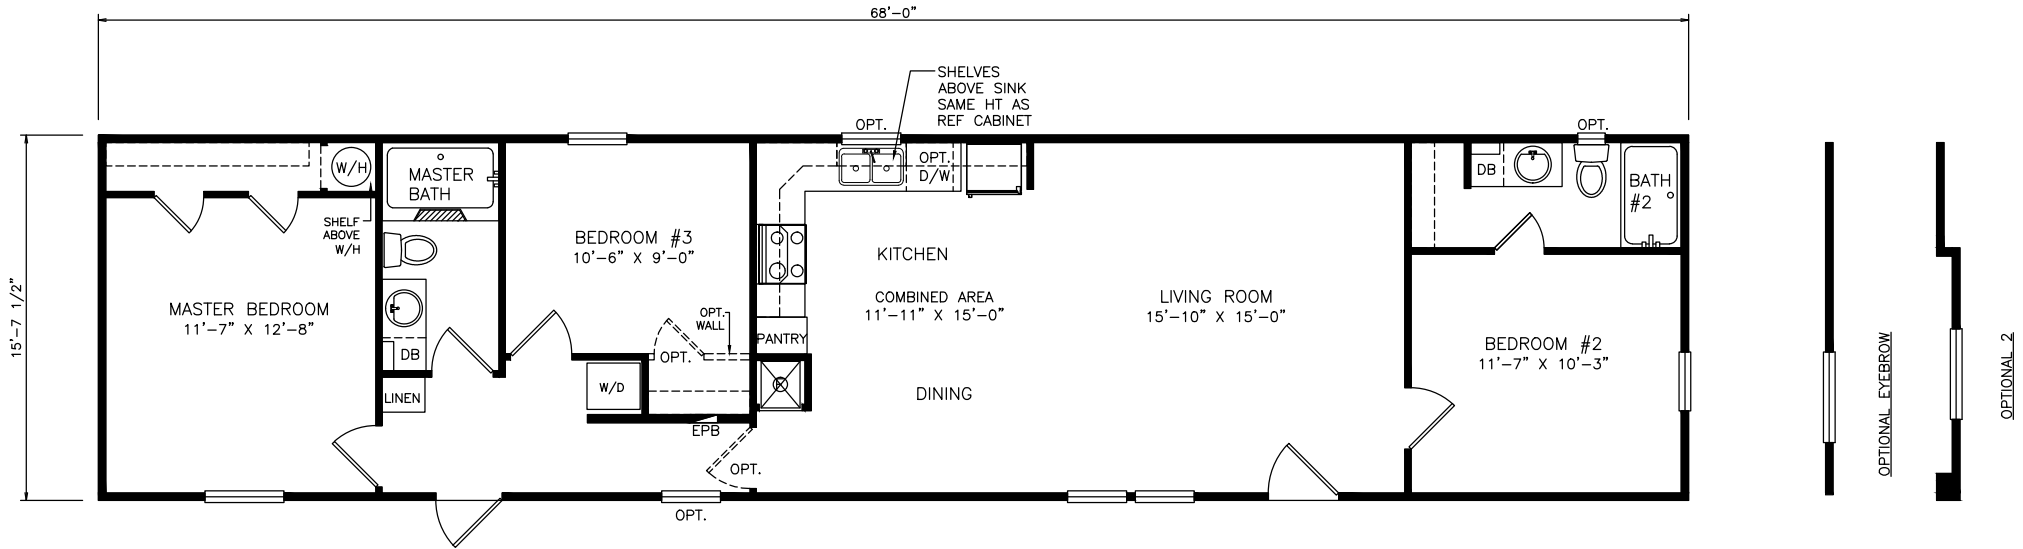 68'-0"
SHELVES
ABOVE SINK
SAME HT AS
REF CABINET
OPT.
OPT.
W/H
MASTER
BATH
OPT.
D/W
DB
BATH
#2
SHELF
ABOVE
W/H
BEDROOM #3
10'-6" X 9'-0"
KITCHEN
15'-7 1/2"
MASTER BEDROOM
11'-7" X 12'-8"
COMBINED AREA
11'-11" X 15'-0"
LIVING ROOM
15'-10" X 15'-0"
OPT.
WALL
PANTRY
DB
OPT.
BEDROOM #2
11'-7" X 10'-3"
W/D
LINEN
DINING
EPB
OPT.
OPT.
OPTIONAL EYEBROW
OPTIONAL 2